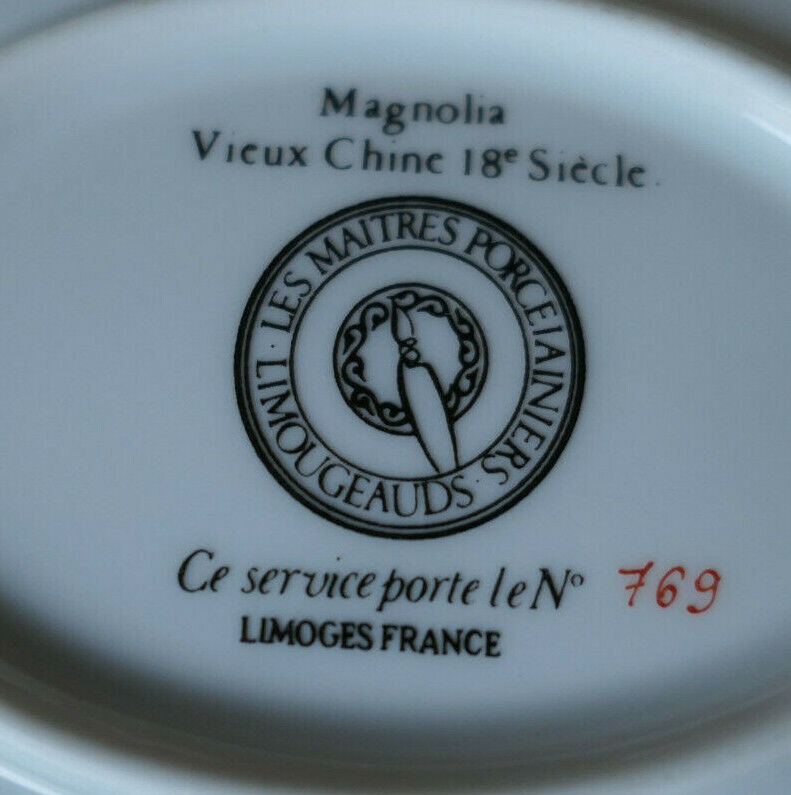 Magnolia
Vieux Chine 18e Siècle.
· LES MAITRES PORCELAINIERS · LIMOUGEAUDS
Ce service porte le No 769
LIMOGES FRANCE